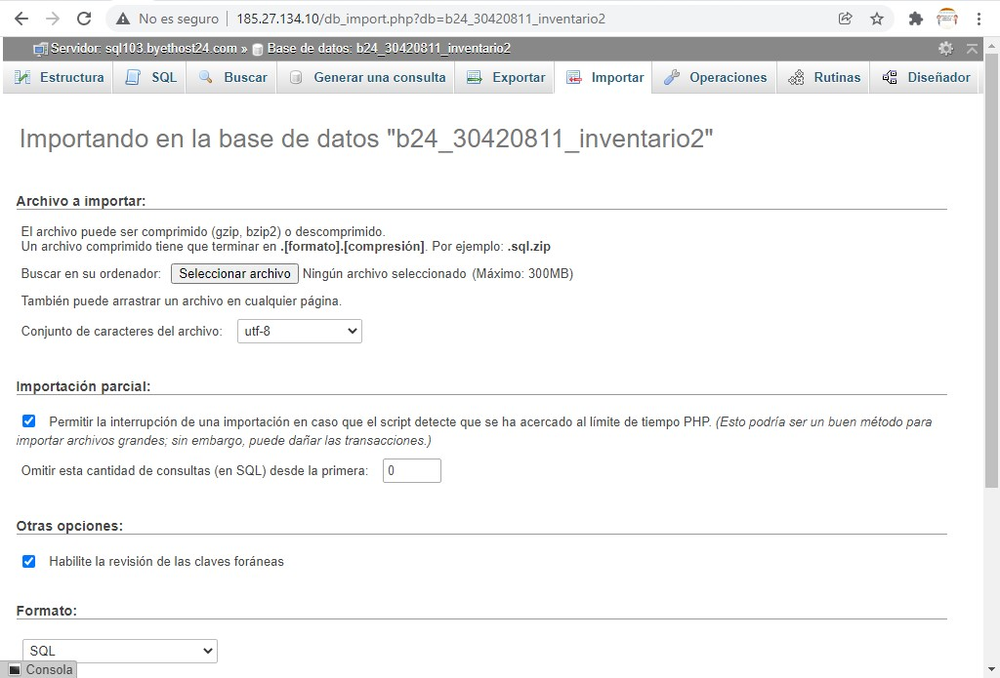 No es seguro 185.27.134.10/db_import.php?db=b24_30420811_inventario2
Servidor: sql103.byethost24.com » Base de datos: b24_30420811_inventario2
Estructura SQL Buscar Generar una consulta Exportar Importar Operaciones Rutinas Diseñador
Importando en la base de datos "b24_30420811_inventario2"
Archivo a importar:
El archivo puede ser comprimido (gzip, bzip2) o descomprimido.
Un archivo comprimido tiene que terminar en .[formato].[compresión]. Por ejemplo: .sql.zip
Buscar en su ordenador: Seleccionar archivo Ningún archivo seleccionado (Máximo: 300MB)
También puede arrastrar un archivo en cualquier página.
Conjunto de caracteres del archivo: utf-8
Importación parcial:
Permitir la interrupción de una importación en caso que el script detecte que se ha acercado al límite de tiempo PHP. (Esto podría ser un buen método para
importar archivos grandes; sin embargo, puede dañar las transacciones.)
Omitir esta cantidad de consultas (en SQL) desde la primera: 0
Otras opciones:
Habilite la revisión de las claves foráneas
Formato:
SQL
Consola